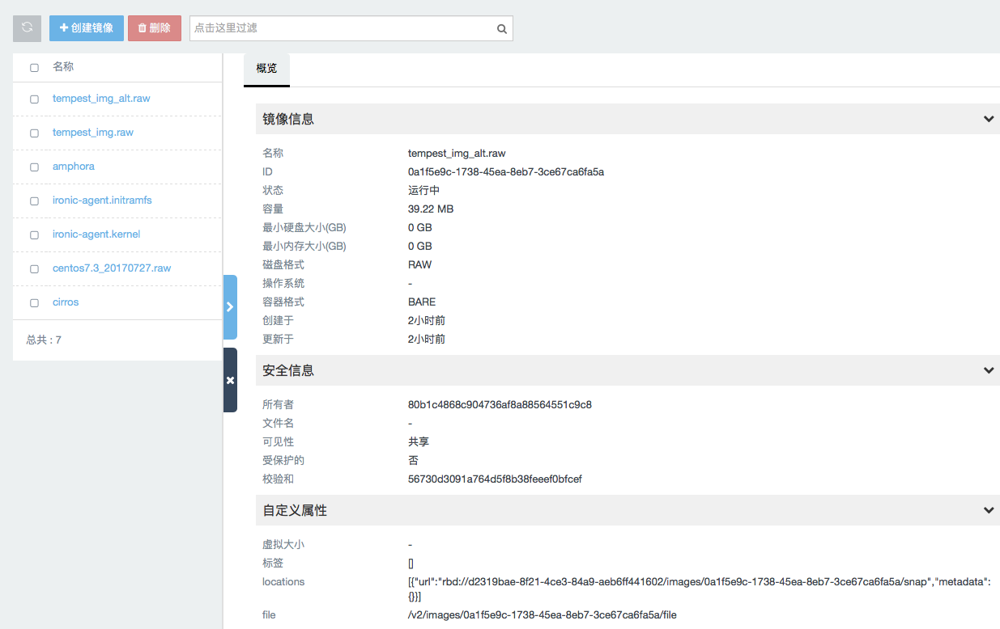 创建镜像 删除 点击这里过滤
名称
tempest_img_alt.raw
tempest_img.raw
amphora
ironic-agent.initramfs
ironic-agent.kernel
centos7.3_20170727.raw
cirros
总共 : 7
概览
镜像信息
名称 tempest_img_alt.raw
ID 0a1f5e9c-1738-45ea-8eb7-3ce67ca6fa5a
状态 运行中
容量 39.22 MB
最小硬盘大小(GB) 0 GB
最小内存大小(GB) 0 GB
磁盘格式 RAW
操作系统 -
容器格式 BARE
创建于 2小时前
更新于 2小时前
安全信息
所有者 80b1c4868c904736af8a88564551c9c8
文件名 -
可见性 共享
受保护的 否
校验和 56730d3091a764d5f8b38feeef0bfcef
自定义属性
虚拟大小 -
标签 []
locations [{"url":"rbd://d2319bae-8f21-4ce3-84a9-aeb6ff441602/images/0a1f5e9c-1738-45ea-8eb7-3ce67ca6fa5a/snap","metadata":
{}}]
file /v2/images/0a1f5e9c-1738-45ea-8eb7-3ce67ca6fa5a/file